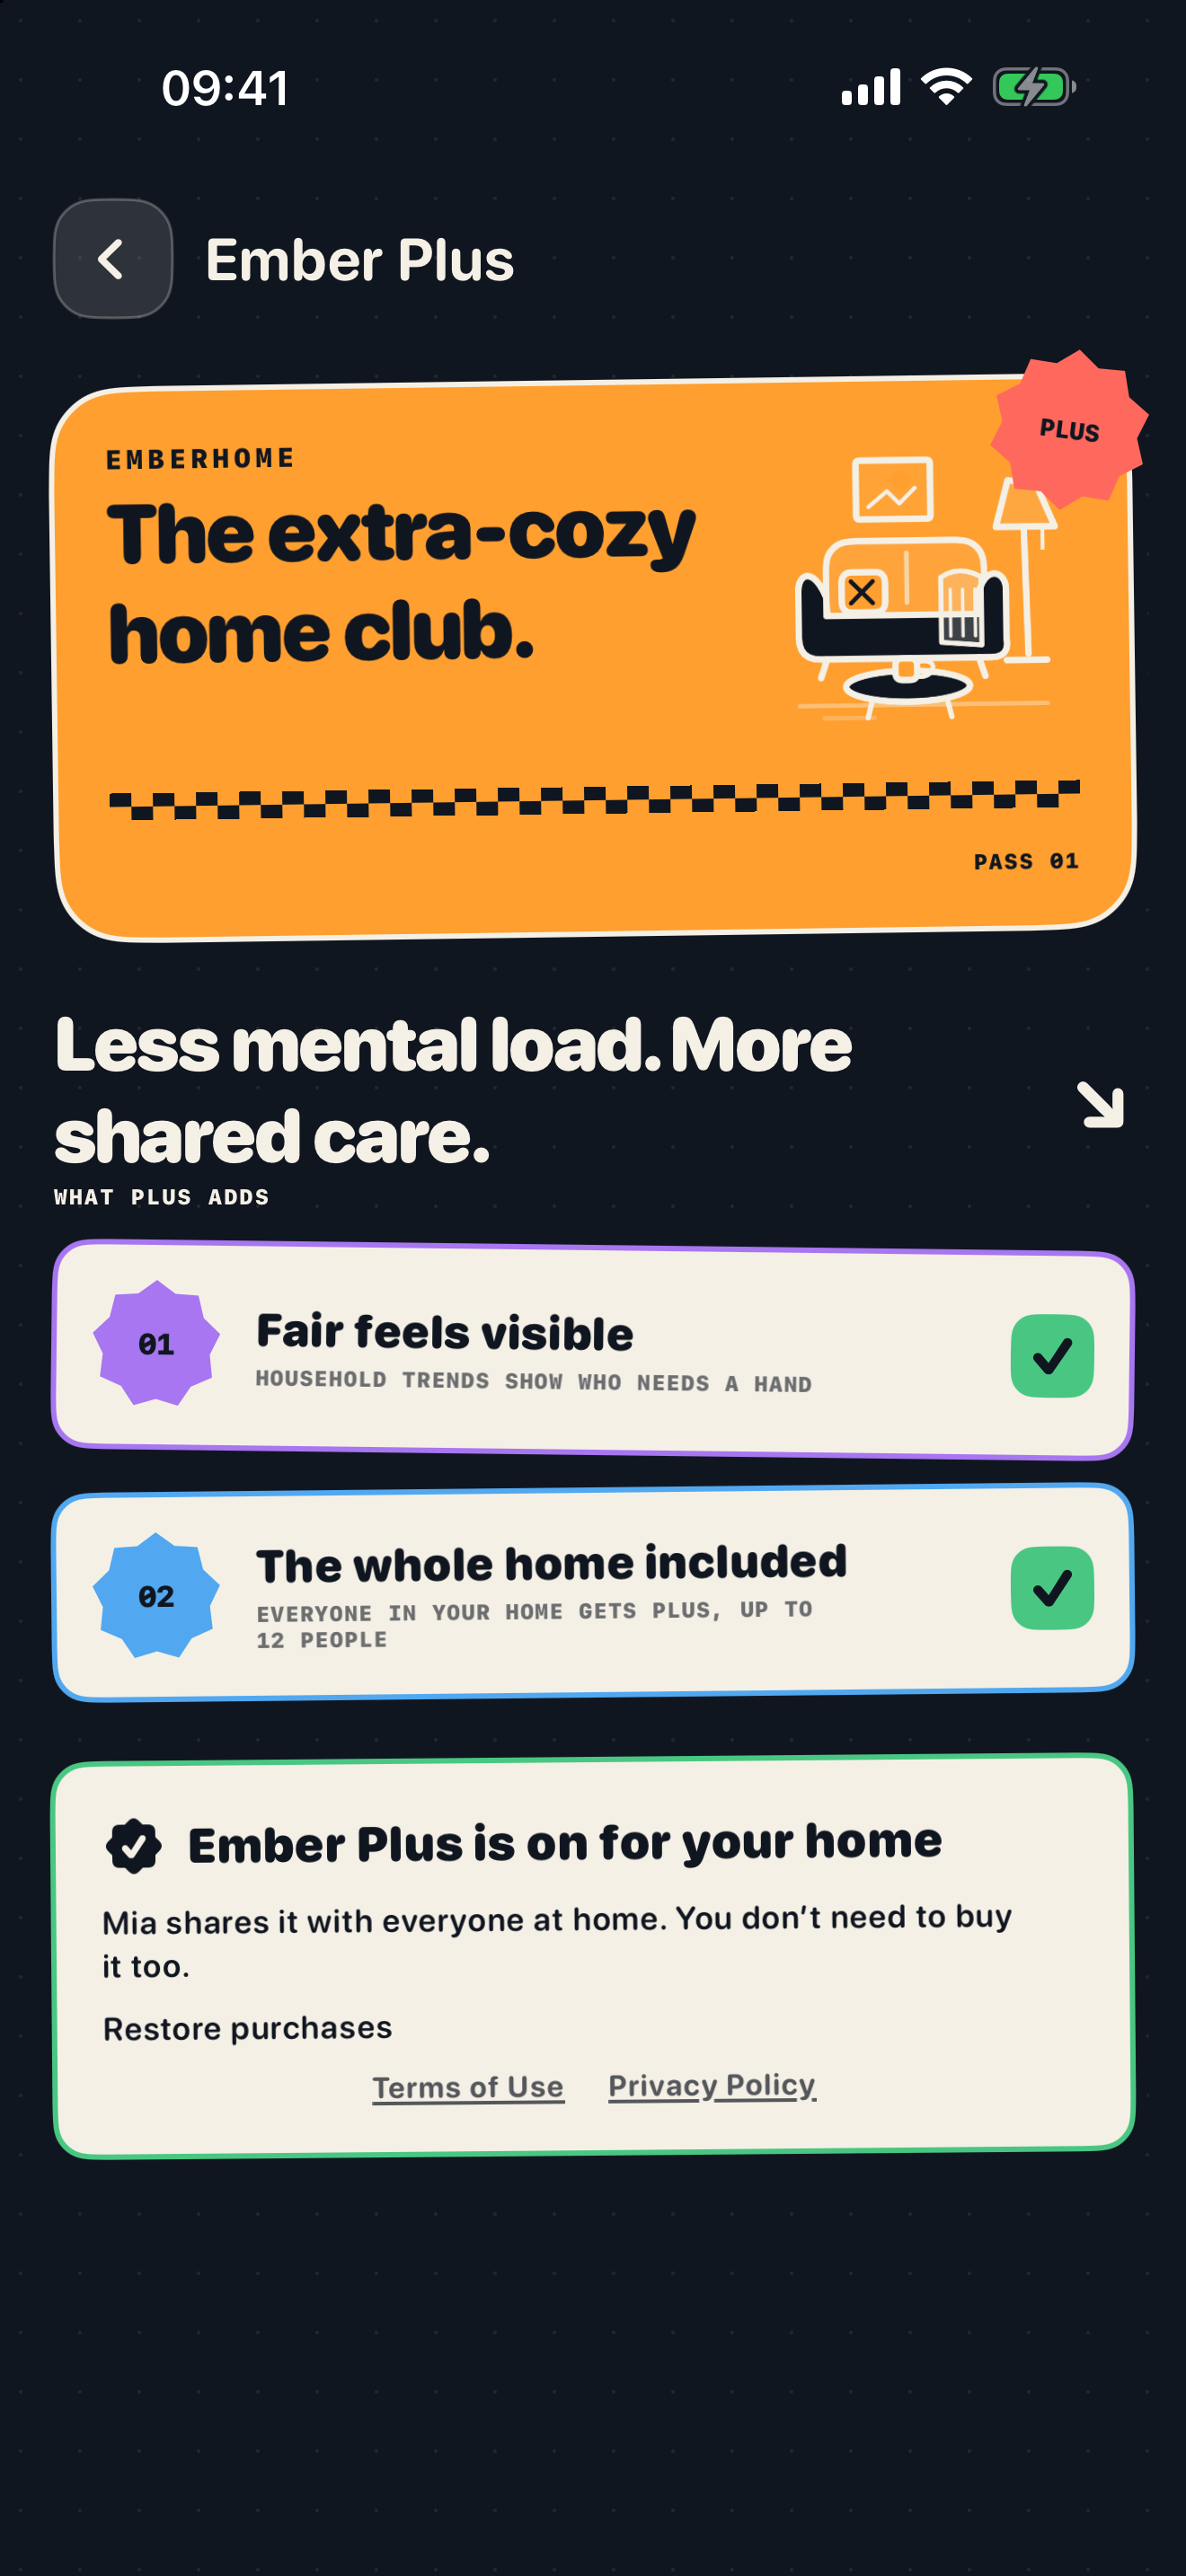 09:41
Ember Plus
PLUS
EMBERHOME
The extra-cozy
home club.
PASS 01
Less mental load. More
shared care.
WHAT PLUS ADDS
01
Fair feels visible
HOUSEHOLD TRENDS SHOW WHO NEEDS A HAND
02
The whole home included
EVERYONE IN YOUR HOME GETS PLUS, UP TO
12 PEOPLE
Ember Plus is on for your home
Mia shares it with everyone at home. You don’t need to buy
it too.
Restore purchases
Terms of Use Privacy Policy